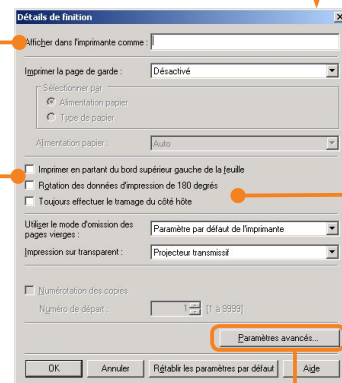 Détails de finition
Afficher dans l'imprimante comme :
Imprimer la page de garde : Désactivé
Sélectionner par
Alimentation papier
Type de papier
Alimentation papier : Auto
Imprimer en partant du bord supérieur gauche de la feuille
Rotation des données d'impression de 180 degrés
Toujours effectuer le tramage du côté hôte
Utiliser le mode d'omission des
pages vierges : Paramètre par défaut de l'imprimante
Impression sur transparent : Projecteur transmissif
Numérotation des copies
Numéro de départ : 1 [1 à 9999]
Paramètres avancés...
OK Annuler Rétablir les paramètres par défaut Aide